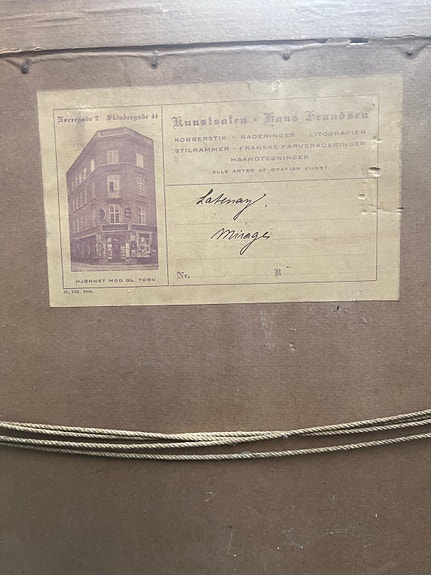 Nørregade 2 Skindergade 44
Kunstsalen - Hans Frandsen
KOBBERSTIK - RADERINGER - LITOGRAFIER
STILRAMMER - FRANSKE FARVERADERINGER
HAANDTEGNINGER
ALLE ARTER AF GRAFISK KUNST
Latenay.
Mirages
Nr.
HJØRNET MOD GL. TORV